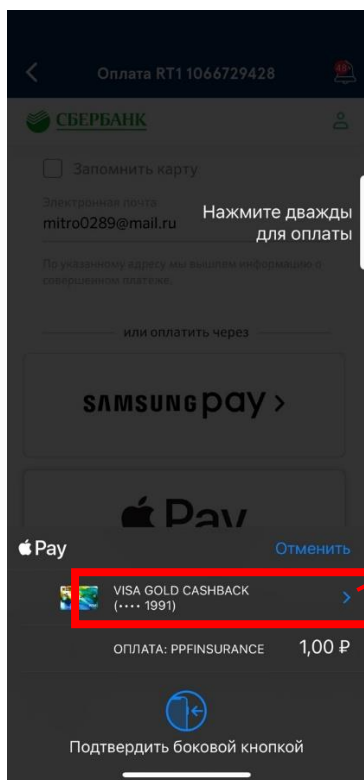 Оплата RT1 1066729428
СБЕРБАНК
Запомнить карту
Электронная почта
mitro0289@mail.ru
Нажмите дважды
для оплаты
По указанному адресу мы вышлем информацию о
совершенном платеже.
или оплатить через
SAMSUNG pay >
Pay
Pay
Отменить
VISA GOLD CASHBACK
(•••• 1991)
ОПЛАТА: PPFINSURANCE 1,00 ₽
Подтвердить боковой кнопкой